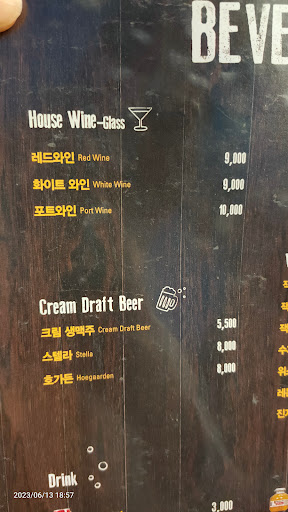 BEVE
House Wine-Glass
레드와인 Red Wine 9,000
화이트 와인 White Wine 9,000
포트와인 Port Wine 10,000
Cream Draft Beer
크림 생맥주 Cream Draft Beer 5,500
스텔라 Stella 8,000
호가든 Hoegaarden 8,000
Drink
3,000
2023/06/13 18:57